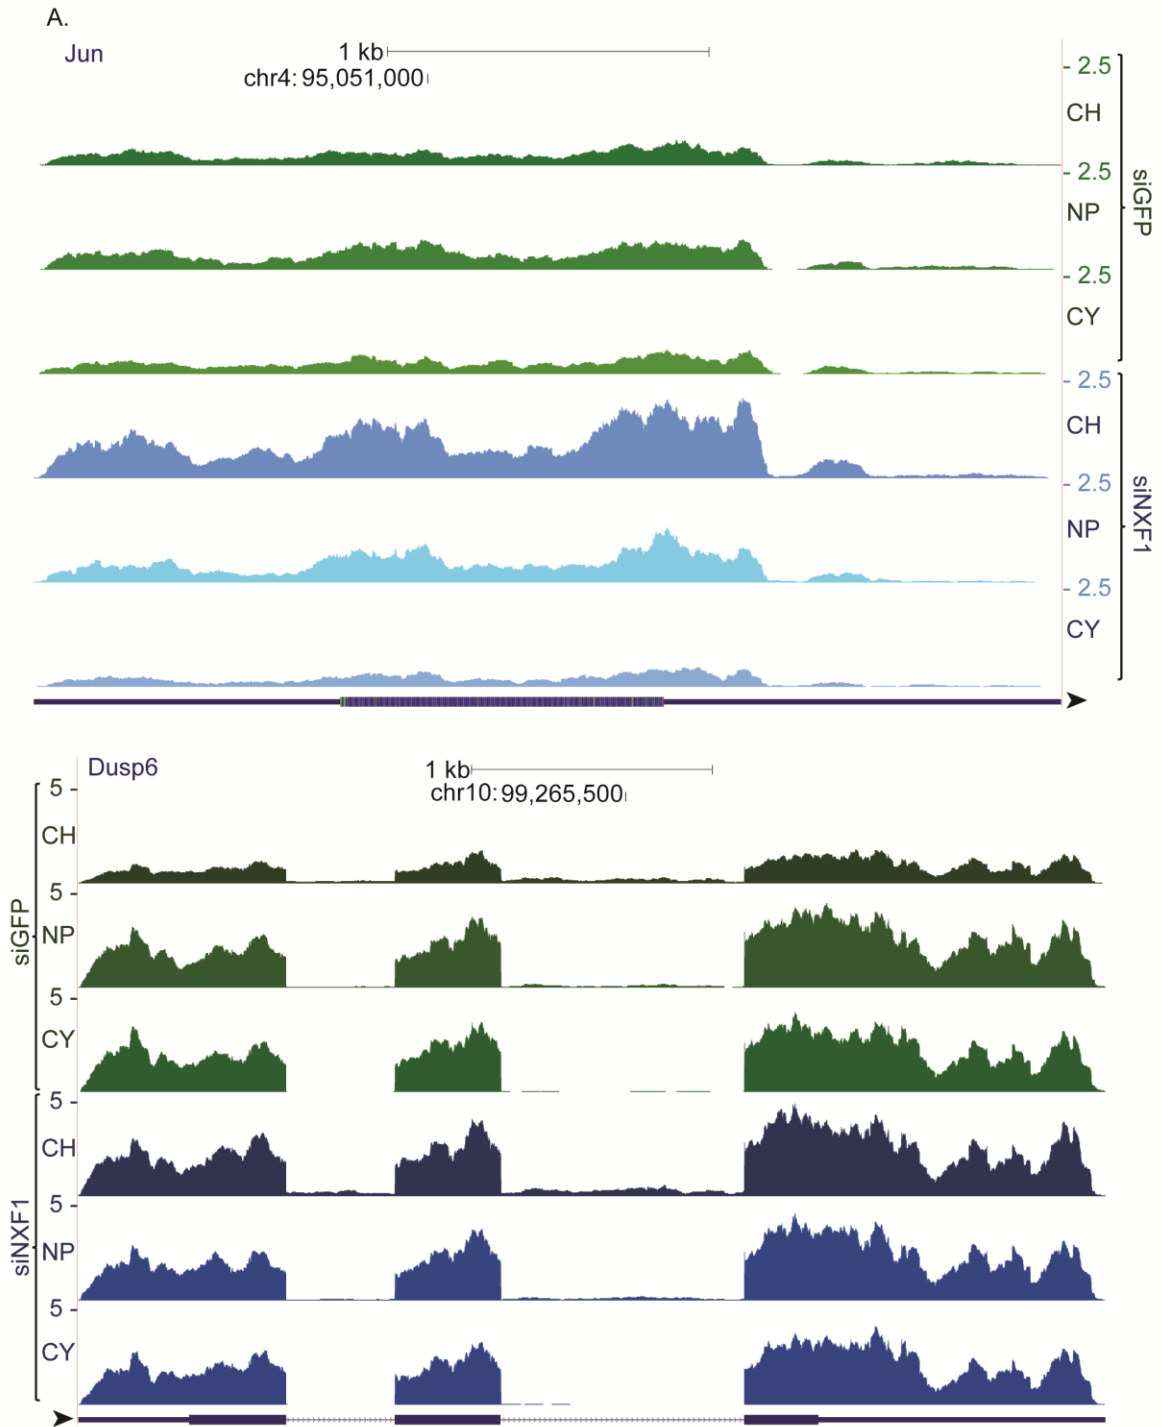 A.
Jun
1 kb
chr4: 95,051,000
- 2.5
CH
- 2.5
NP
- 2.5
CY
siGFP
- 2.5
CH
- 2.5
NP
- 2.5
CY
siNXF1
Dusp6
1 kb
chr10: 99,265,500
5 -
CH
5 -
NP
5 -
CY
siGFP
5 -
CH
5 -
NP
5 -
CY
siNXF1